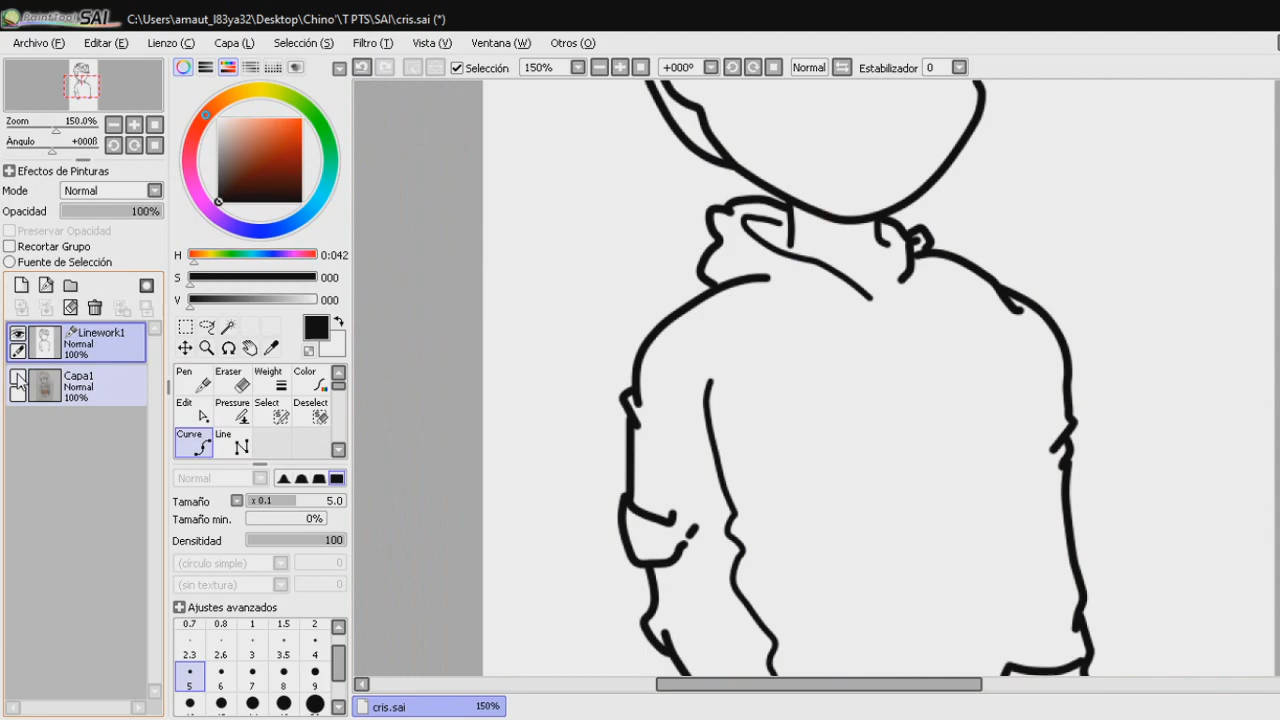 PaintTool SAI C:\Users\arnaut_l83ya32\Desktop\Chino'\T PTS\SAI\cris.sai (*)
Archivo (F) Editar (E) Lienzo (C) Capa (L) Selección (S) Filtro (T) Vista (V) Ventana (W) Otros (O)
Selección 150% +000º Normal Estabilizador 0
Zoom 150.0%
Ángulo +000ß
Efectos de Pinturas
Mode Normal
Opacidad 100%
Preservar Opacidad
Recortar Grupo
Fuente de Selección
Linework1
Normal
100%
Capa1
Normal
100%
H 0:042
S 000
V 000
Pen Eraser Weight Color
Edit Pressure Select Deselect
Curve Line
Normal
Tamaño x 0.1 5.0
Tamaño min. 0%
Densitidad 100
(círculo simple) 0
(sin textura) 0
Ajustes avanzados
0.7 0.8 1 1.5 2
2.3 2.6 3 3.5 4
5 6 7 8 9
cris.sai 150%